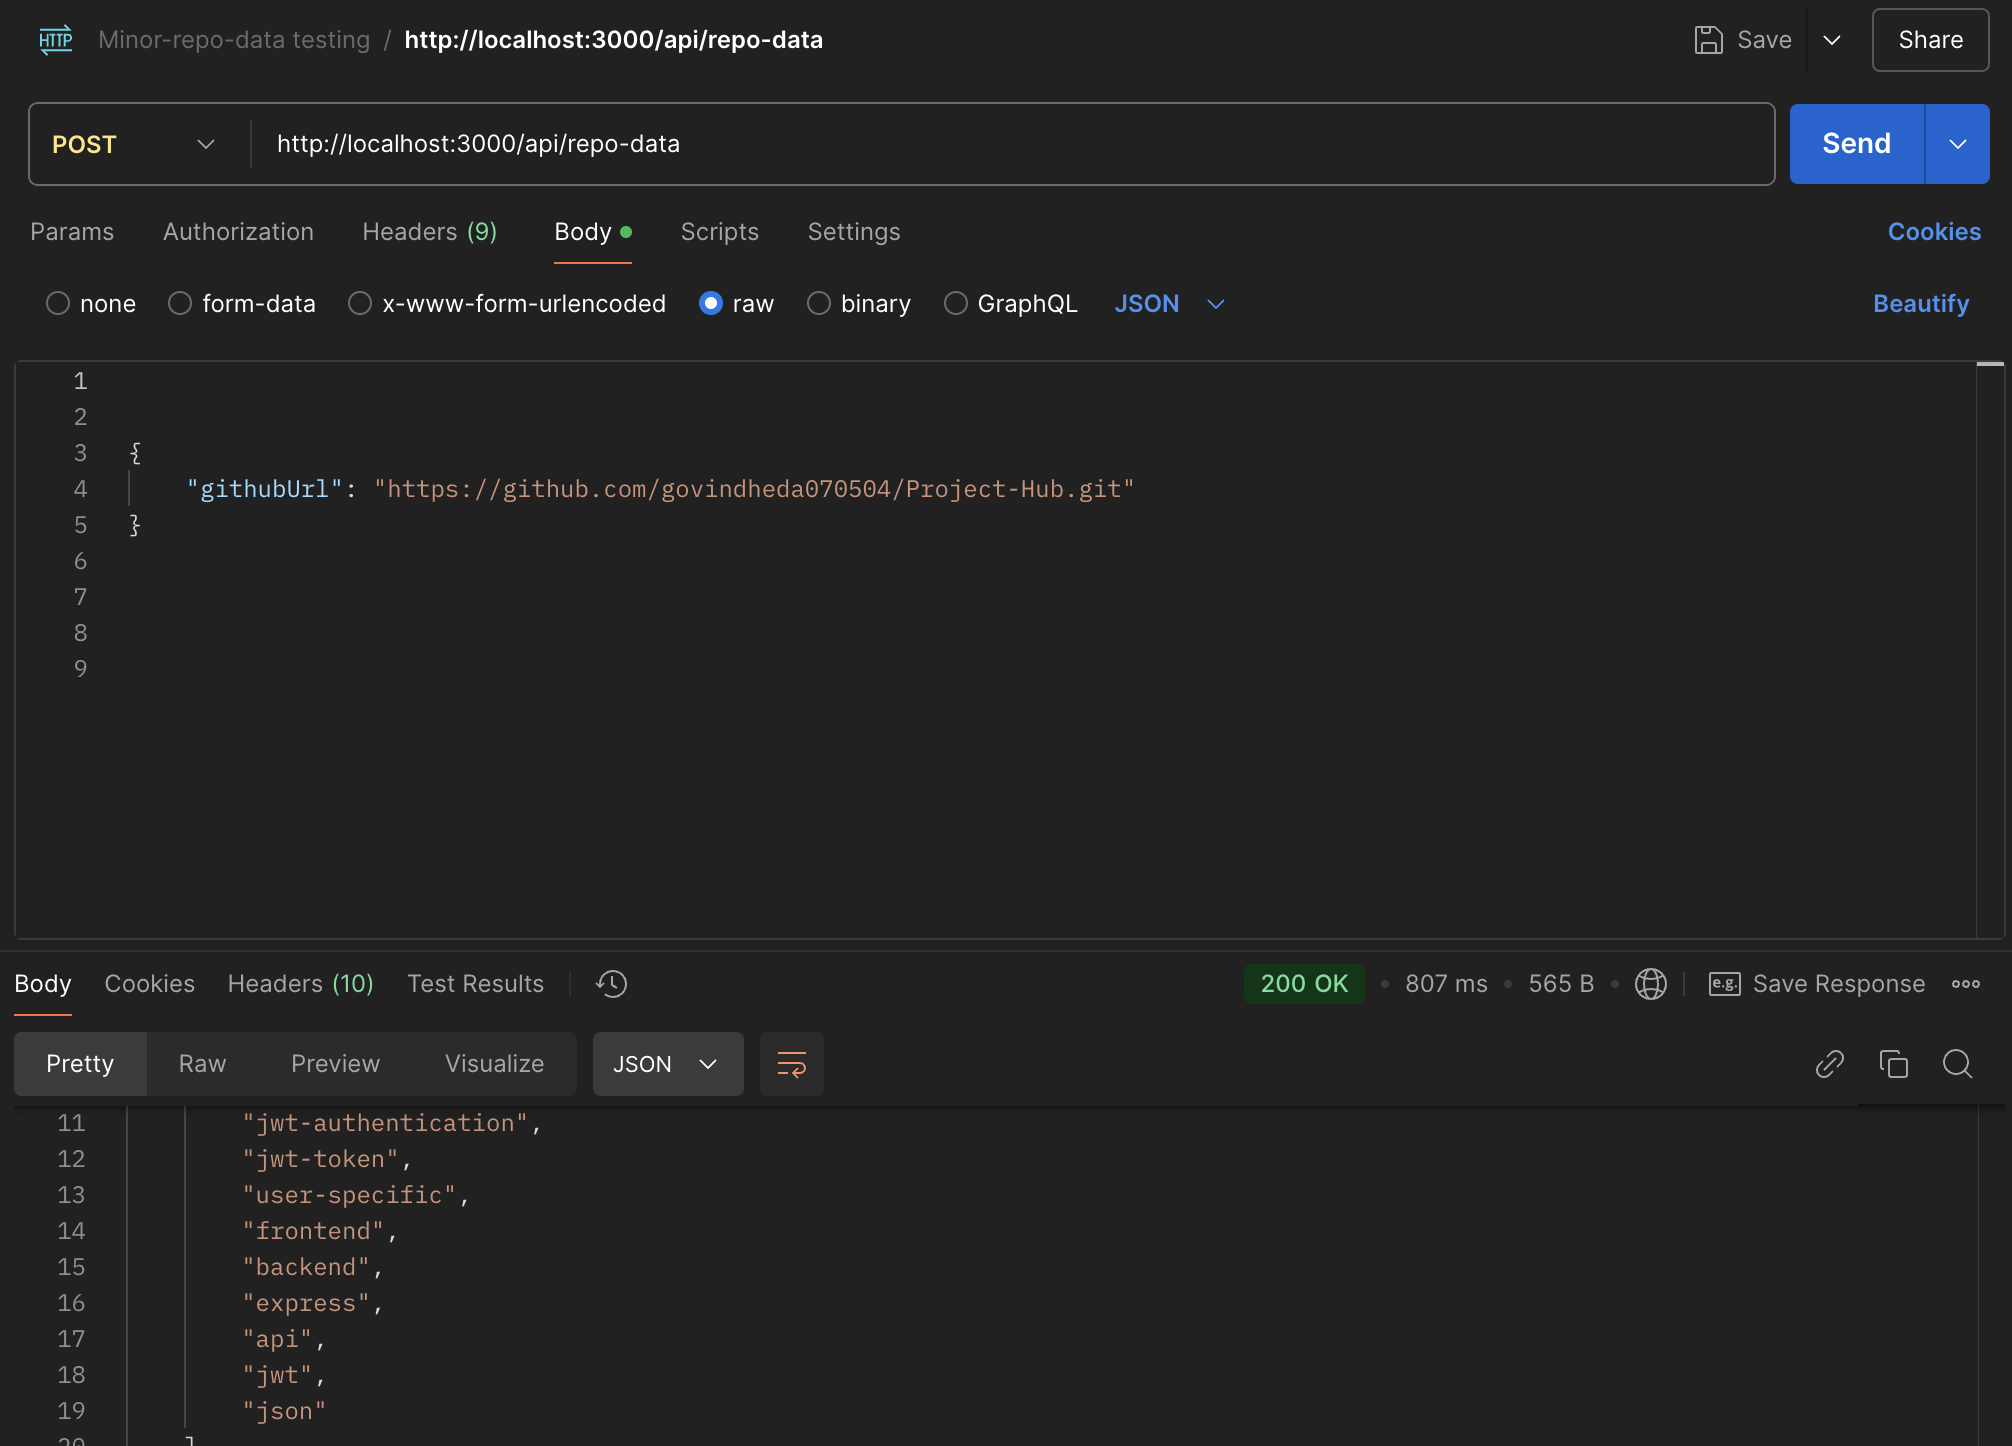 HTTP Minor-repo-data testing / http://localhost:3000/api/repo-data Save Share
POST http://localhost:3000/api/repo-data Send
Params Authorization Headers (9) Body Scripts Settings Cookies
none form-data x-www-form-urlencoded raw binary GraphQL JSON Beautify
1
2
3 {
4 "githubUrl": "https://github.com/govindheda070504/Project-Hub.git"
5 }
6
7
8
9
Body Cookies Headers (10) Test Results 200 OK • 807 ms • 565 B • e.g. Save Response
Pretty Raw Preview Visualize JSON
11 "jwt-authentication",
12 "jwt-token",
13 "user-specific",
14 "frontend",
15 "backend",
16 "express",
17 "api",
18 "jwt",
19 "json"
20 ]